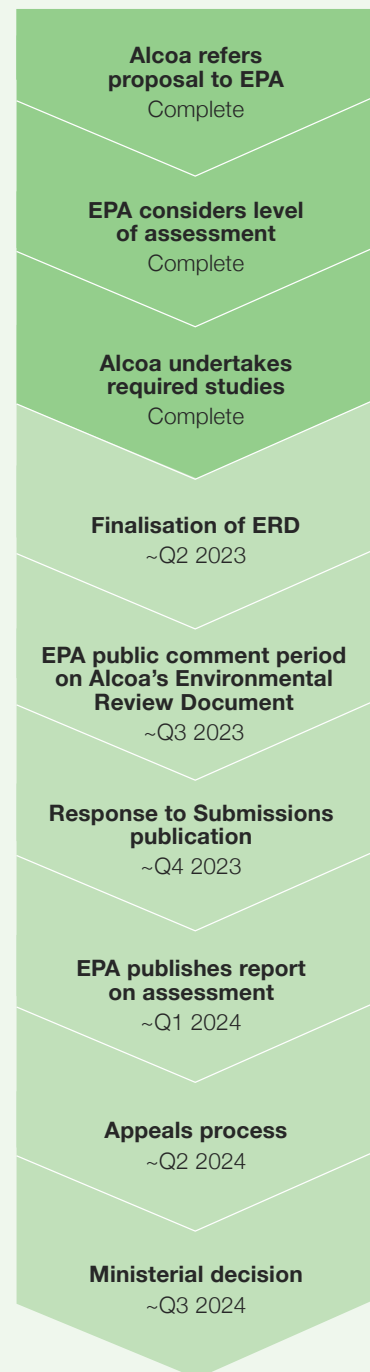 Alcoa refers
proposal to EPA
Complete
EPA considers level
of assessment
Complete
Alcoa undertakes
required studies
Complete
Finalisation of ERD
~Q2 2023
EPA public comment period
on Alcoa’s Environmental
Review Document
~Q3 2023
Response to Submissions
publication
~Q4 2023
EPA publishes report
on assessment
~Q1 2024
Appeals process
~Q2 2024
Ministerial decision
~Q3 2024